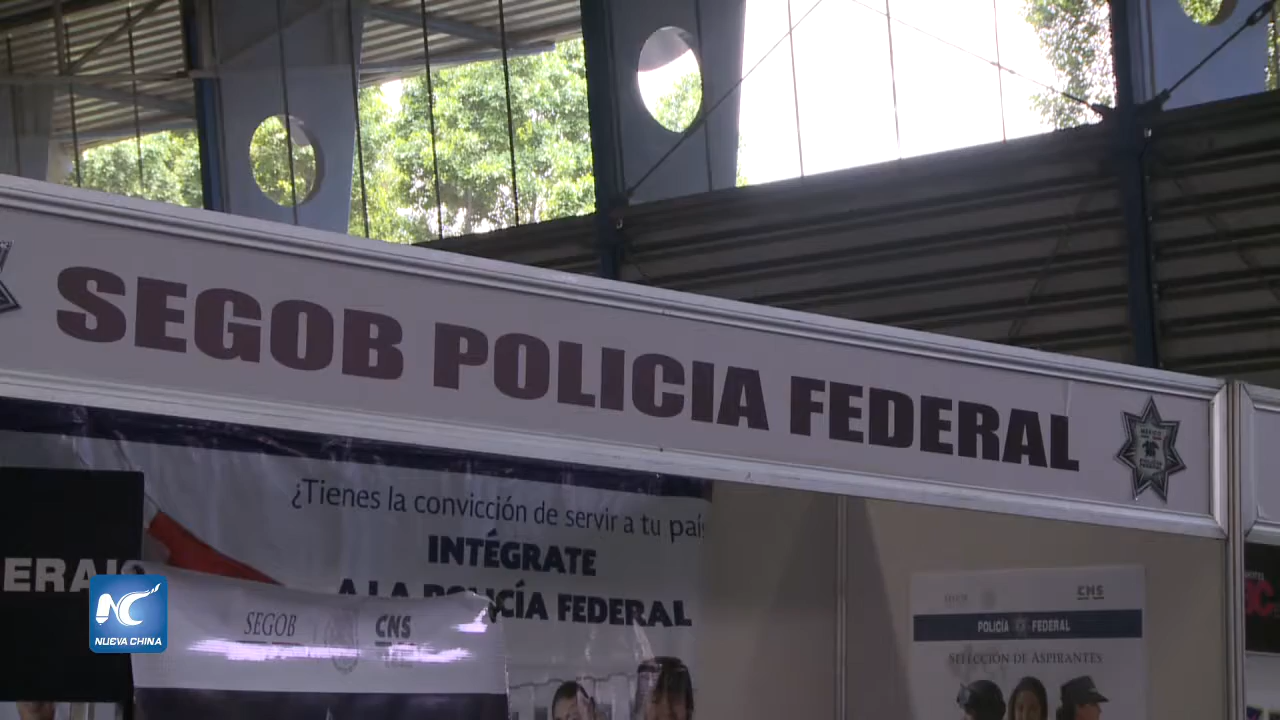 SEGOB POLICIA FEDERAL
¿Tienes la convicción de servir a tu país
INTÉGRATE
A LA POLICÍA FEDERAL
SEGOB
CNS
CNS
POLICÍA FEDERAL
SELECCIÓN DE ASPIRANTES
NC
NUEVA CHINA